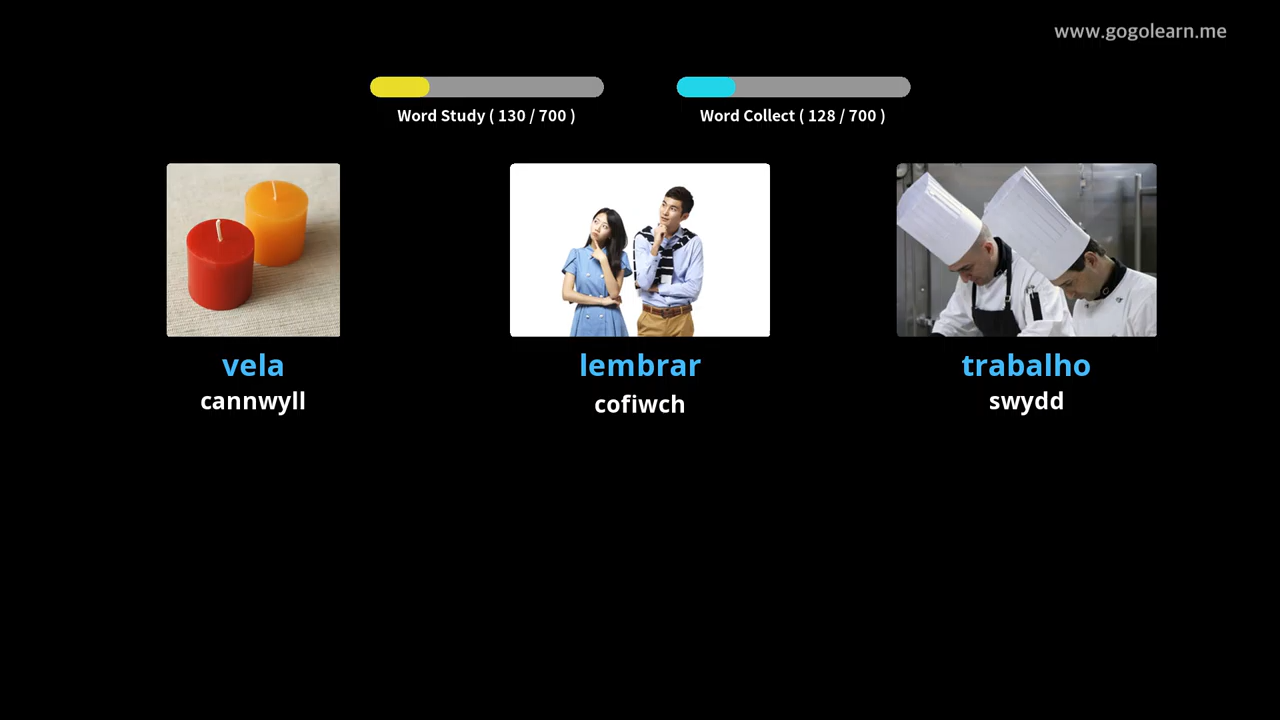 www.gogolearn.me
Word Study ( 130 / 700 )
Word Collect ( 128 / 700 )
vela
cannwyll
lembrar
cofiwch
trabalho
swydd